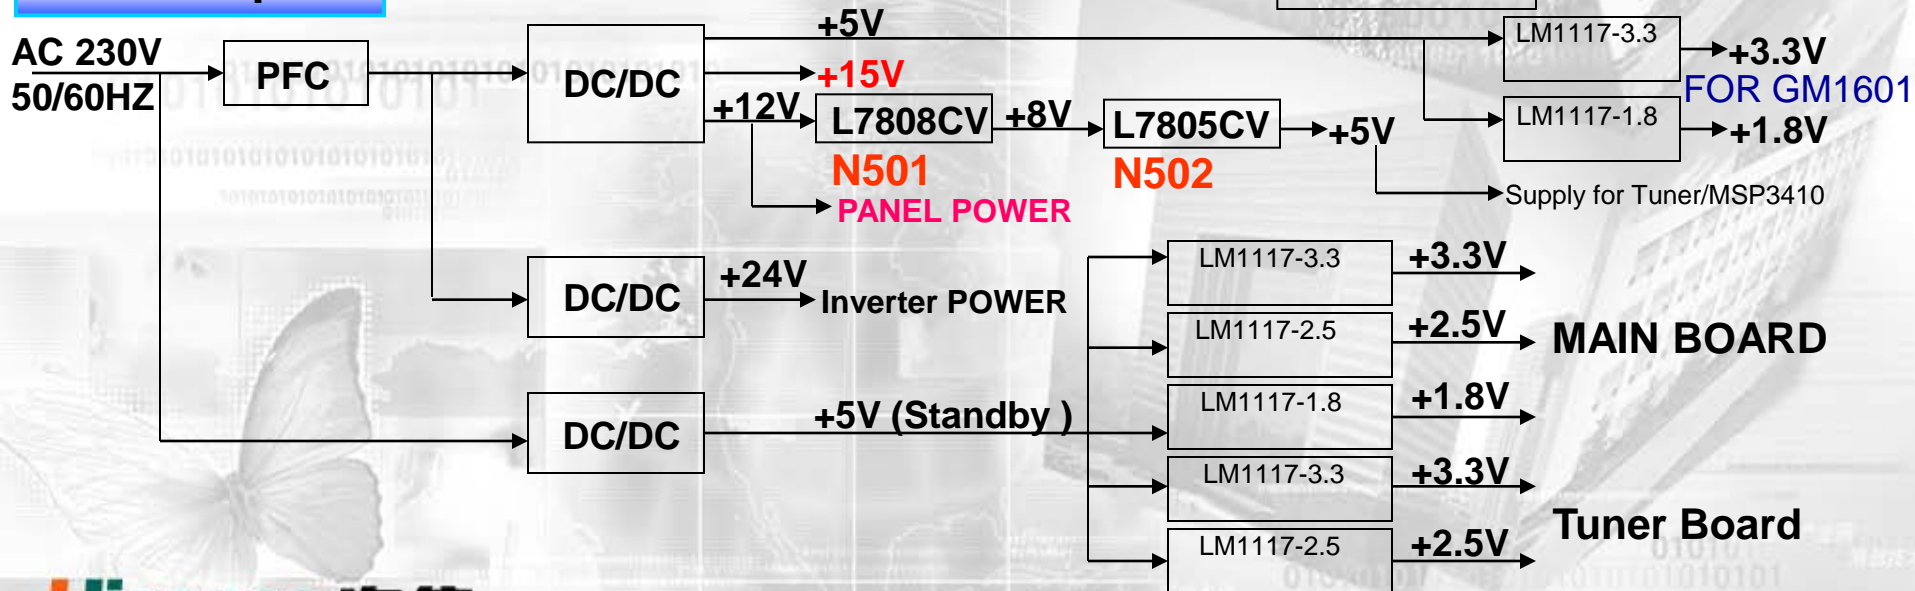 AC 230V
50/60HZ
PFC
DC/DC
+5V
+15V
+12V
L7808CV
N501
+8V
L7805CV
N502
+5V
PANEL POWER
LM1117-3.3
+3.3V
FOR GM1601
LM1117-1.8
+1.8V
Supply for Tuner/MSP3410
DC/DC
+24V
Inverter POWER
DC/DC
+5V (Standby )
LM1117-3.3
+3.3V
LM1117-2.5
+2.5V
MAIN BOARD
LM1117-1.8
+1.8V
LM1117-3.3
+3.3V
Tuner Board
LM1117-2.5
+2.5V